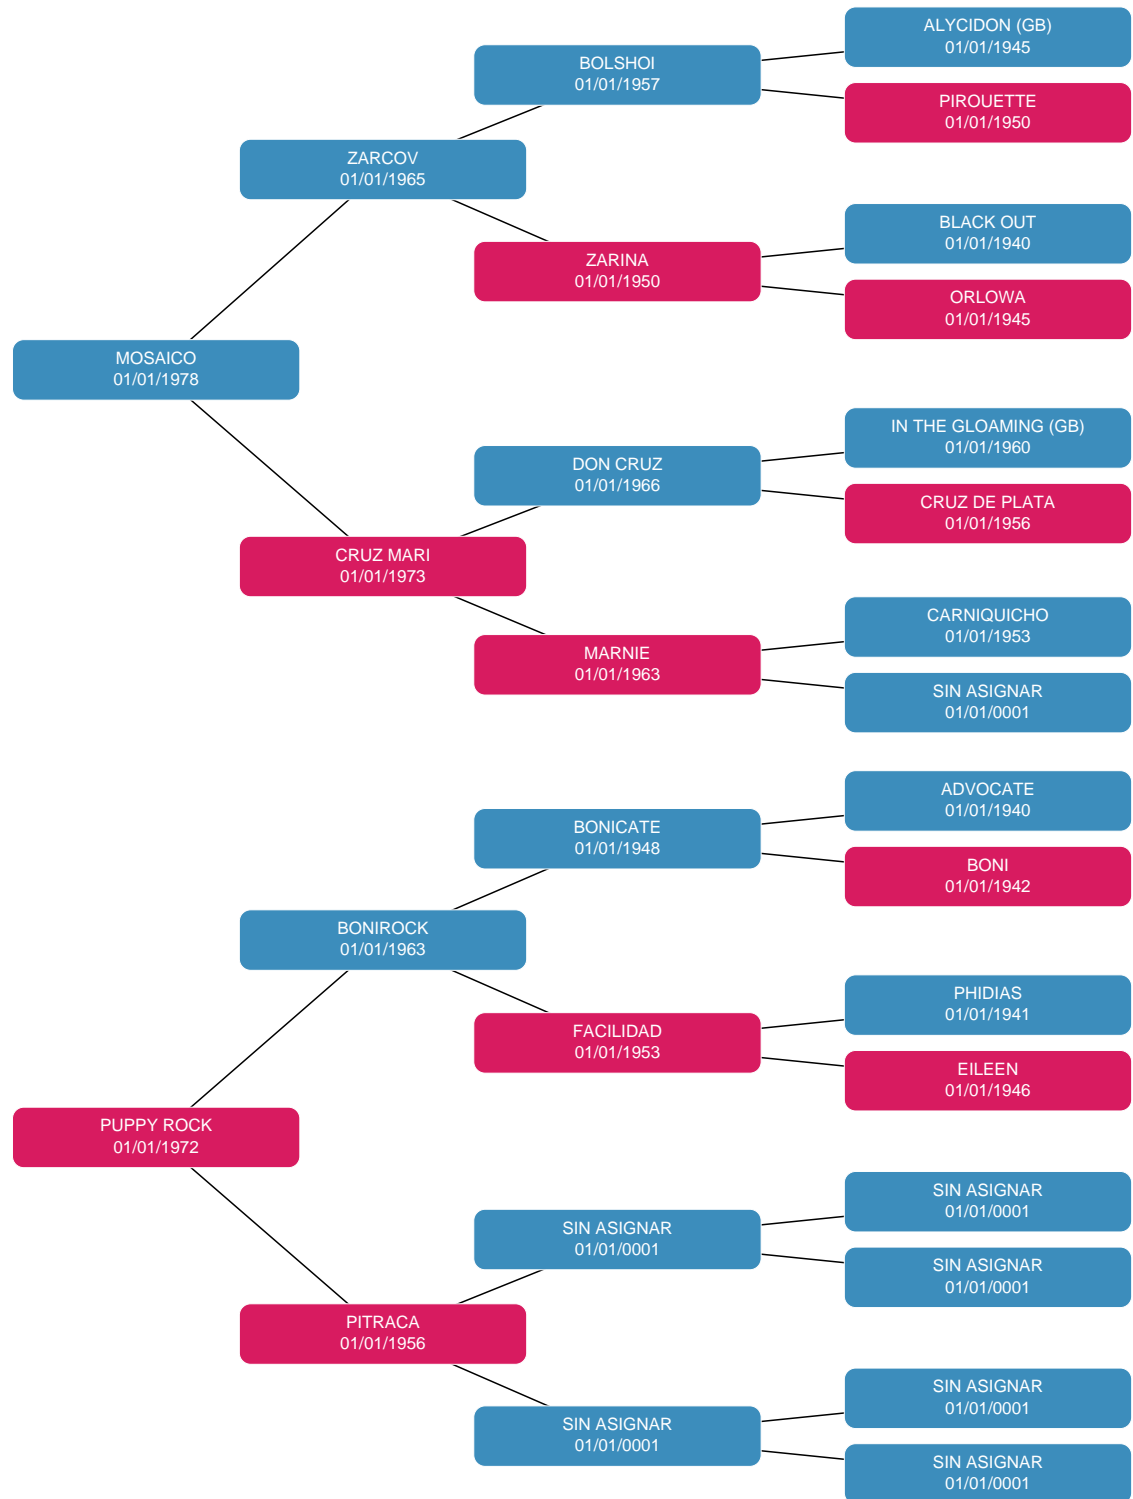 ALYCIDON (GB)
01/01/1945
BOLSHOI
01/01/1957
PIROUETTE
01/01/1950
ZARCOV
01/01/1965
BLACK OUT
01/01/1940
ZARINA
01/01/1950
ORLOWA
01/01/1945
MOSAICO
01/01/1978
IN THE GLOAMING (GB)
01/01/1960
DON CRUZ
01/01/1966
CRUZ DE PLATA
01/01/1956
CRUZ MARI
01/01/1973
CARNIQUICHO
01/01/1953
MARNIE
01/01/1963
SIN ASIGNAR
01/01/0001
ADVOCATE
01/01/1940
BONICATE
01/01/1948
BONI
01/01/1942
BONIROCK
01/01/1963
PHIDIAS
01/01/1941
FACILIDAD
01/01/1953
EILEEN
01/01/1946
PUPPY ROCK
01/01/1972
SIN ASIGNAR
01/01/0001
SIN ASIGNAR
01/01/0001
SIN ASIGNAR
01/01/0001
PITRACA
01/01/1956
SIN ASIGNAR
01/01/0001
SIN ASIGNAR
01/01/0001
SIN ASIGNAR
01/01/0001